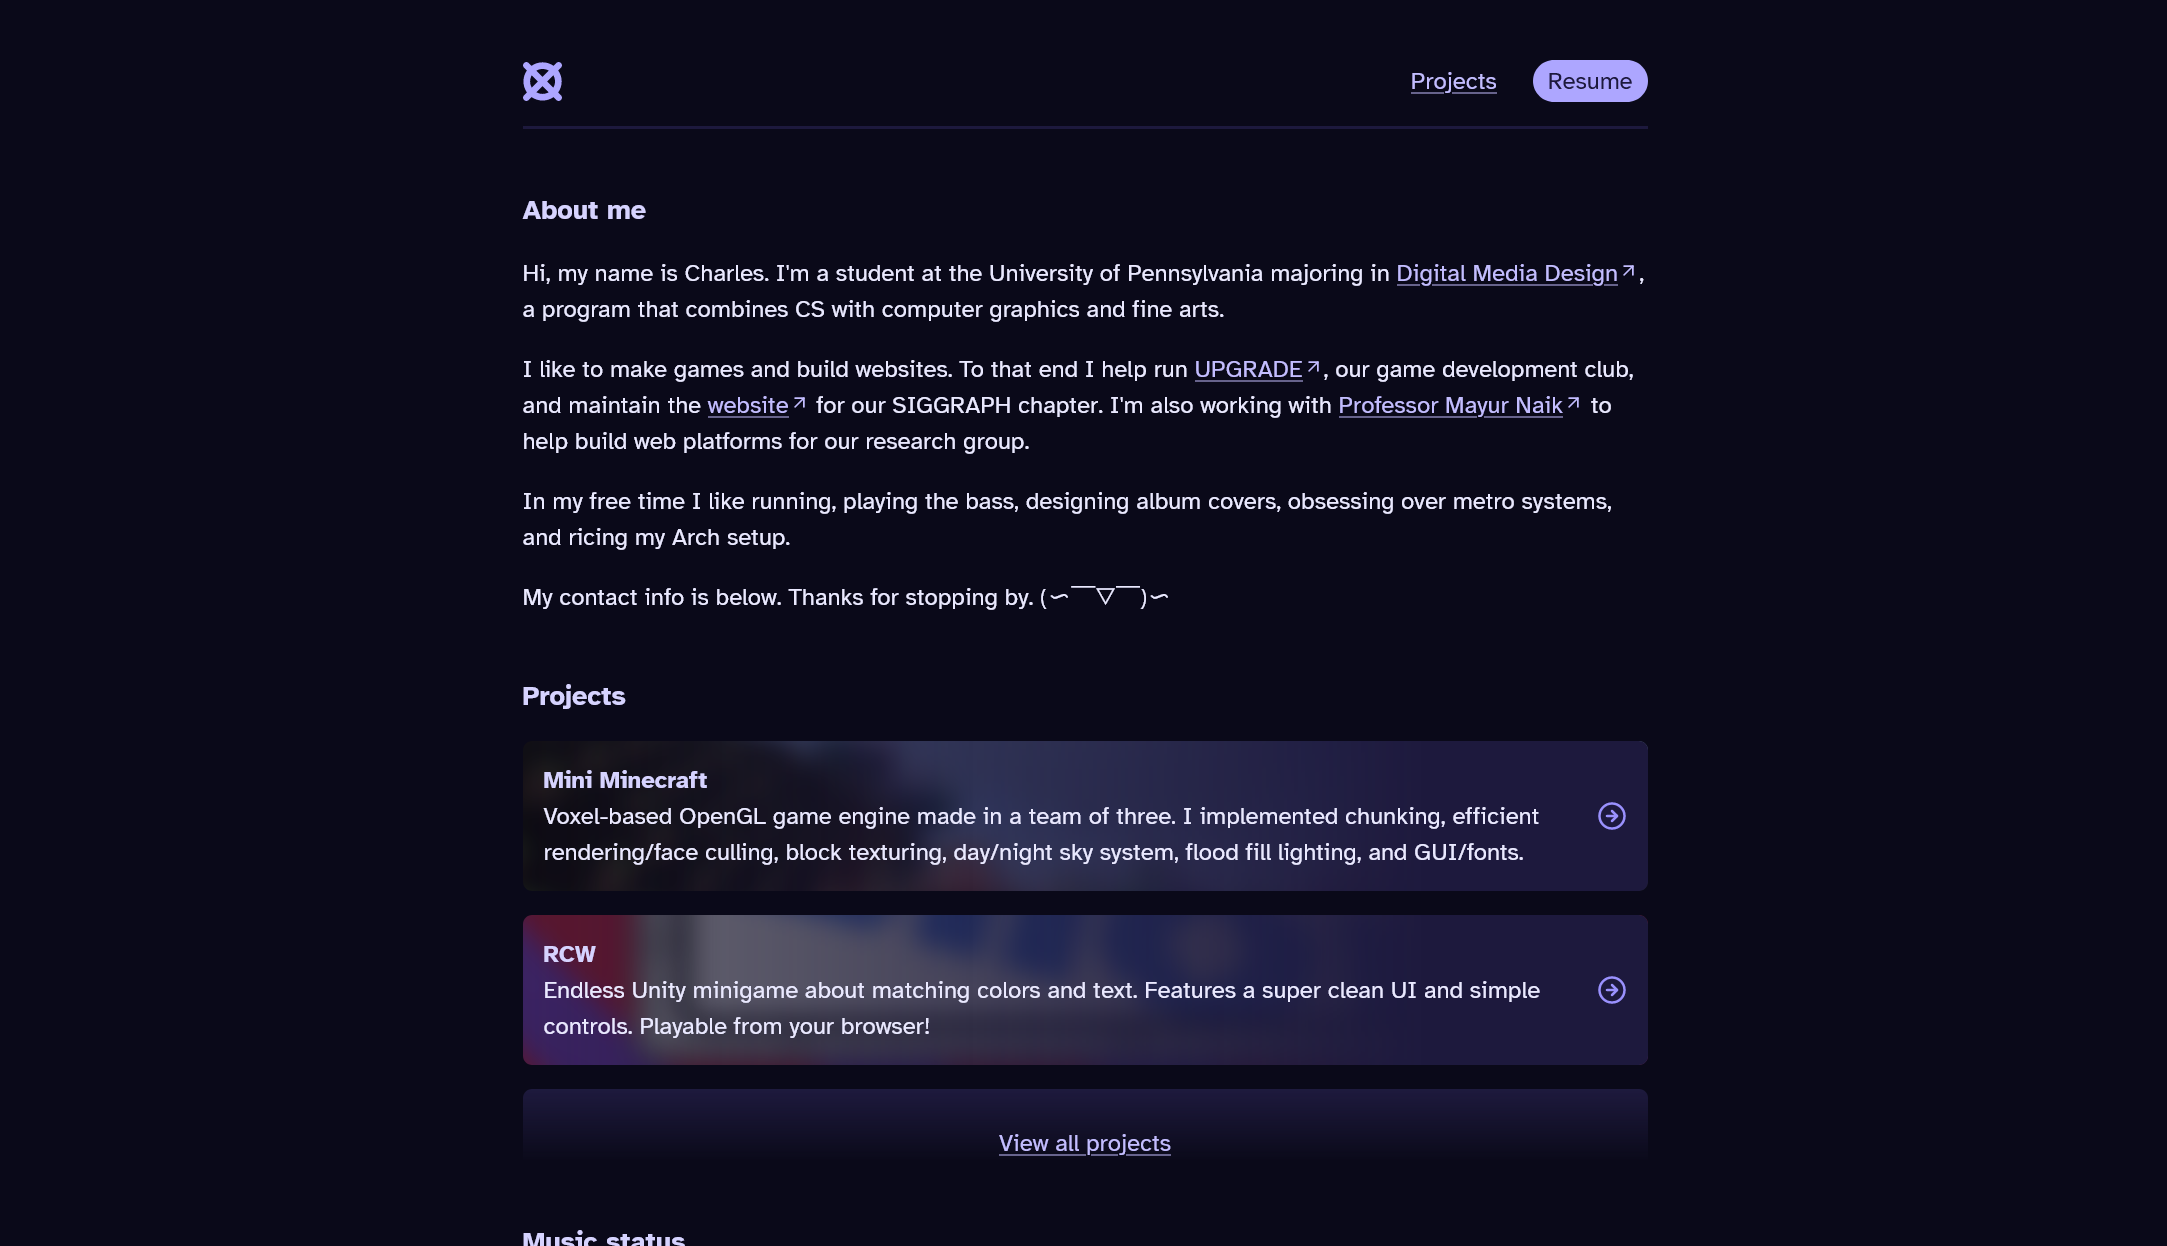 Projects
Resume
About me
Hi, my name is Charles. I'm a student at the University of Pennsylvania majoring in Digital Media Design↗,
a program that combines CS with computer graphics and fine arts.
I like to make games and build websites. To that end I help run UPGRADE↗, our game development club,
and maintain the website↗ for our SIGGRAPH chapter. I'm also working with Professor Mayur Naik↗ to
help build web platforms for our research group.
In my free time I like running, playing the bass, designing album covers, obsessing over metro systems,
and ricing my Arch setup.
My contact info is below. Thanks for stopping by. (∽￣▽￣)∽
Projects
Mini Minecraft
Voxel-based OpenGL game engine made in a team of three. I implemented chunking, efficient
rendering/face culling, block texturing, day/night sky system, flood fill lighting, and GUI/fonts.
RCW
Endless Unity minigame about matching colors and text. Features a super clean UI and simple
controls. Playable from your browser!
View all projects
Music status